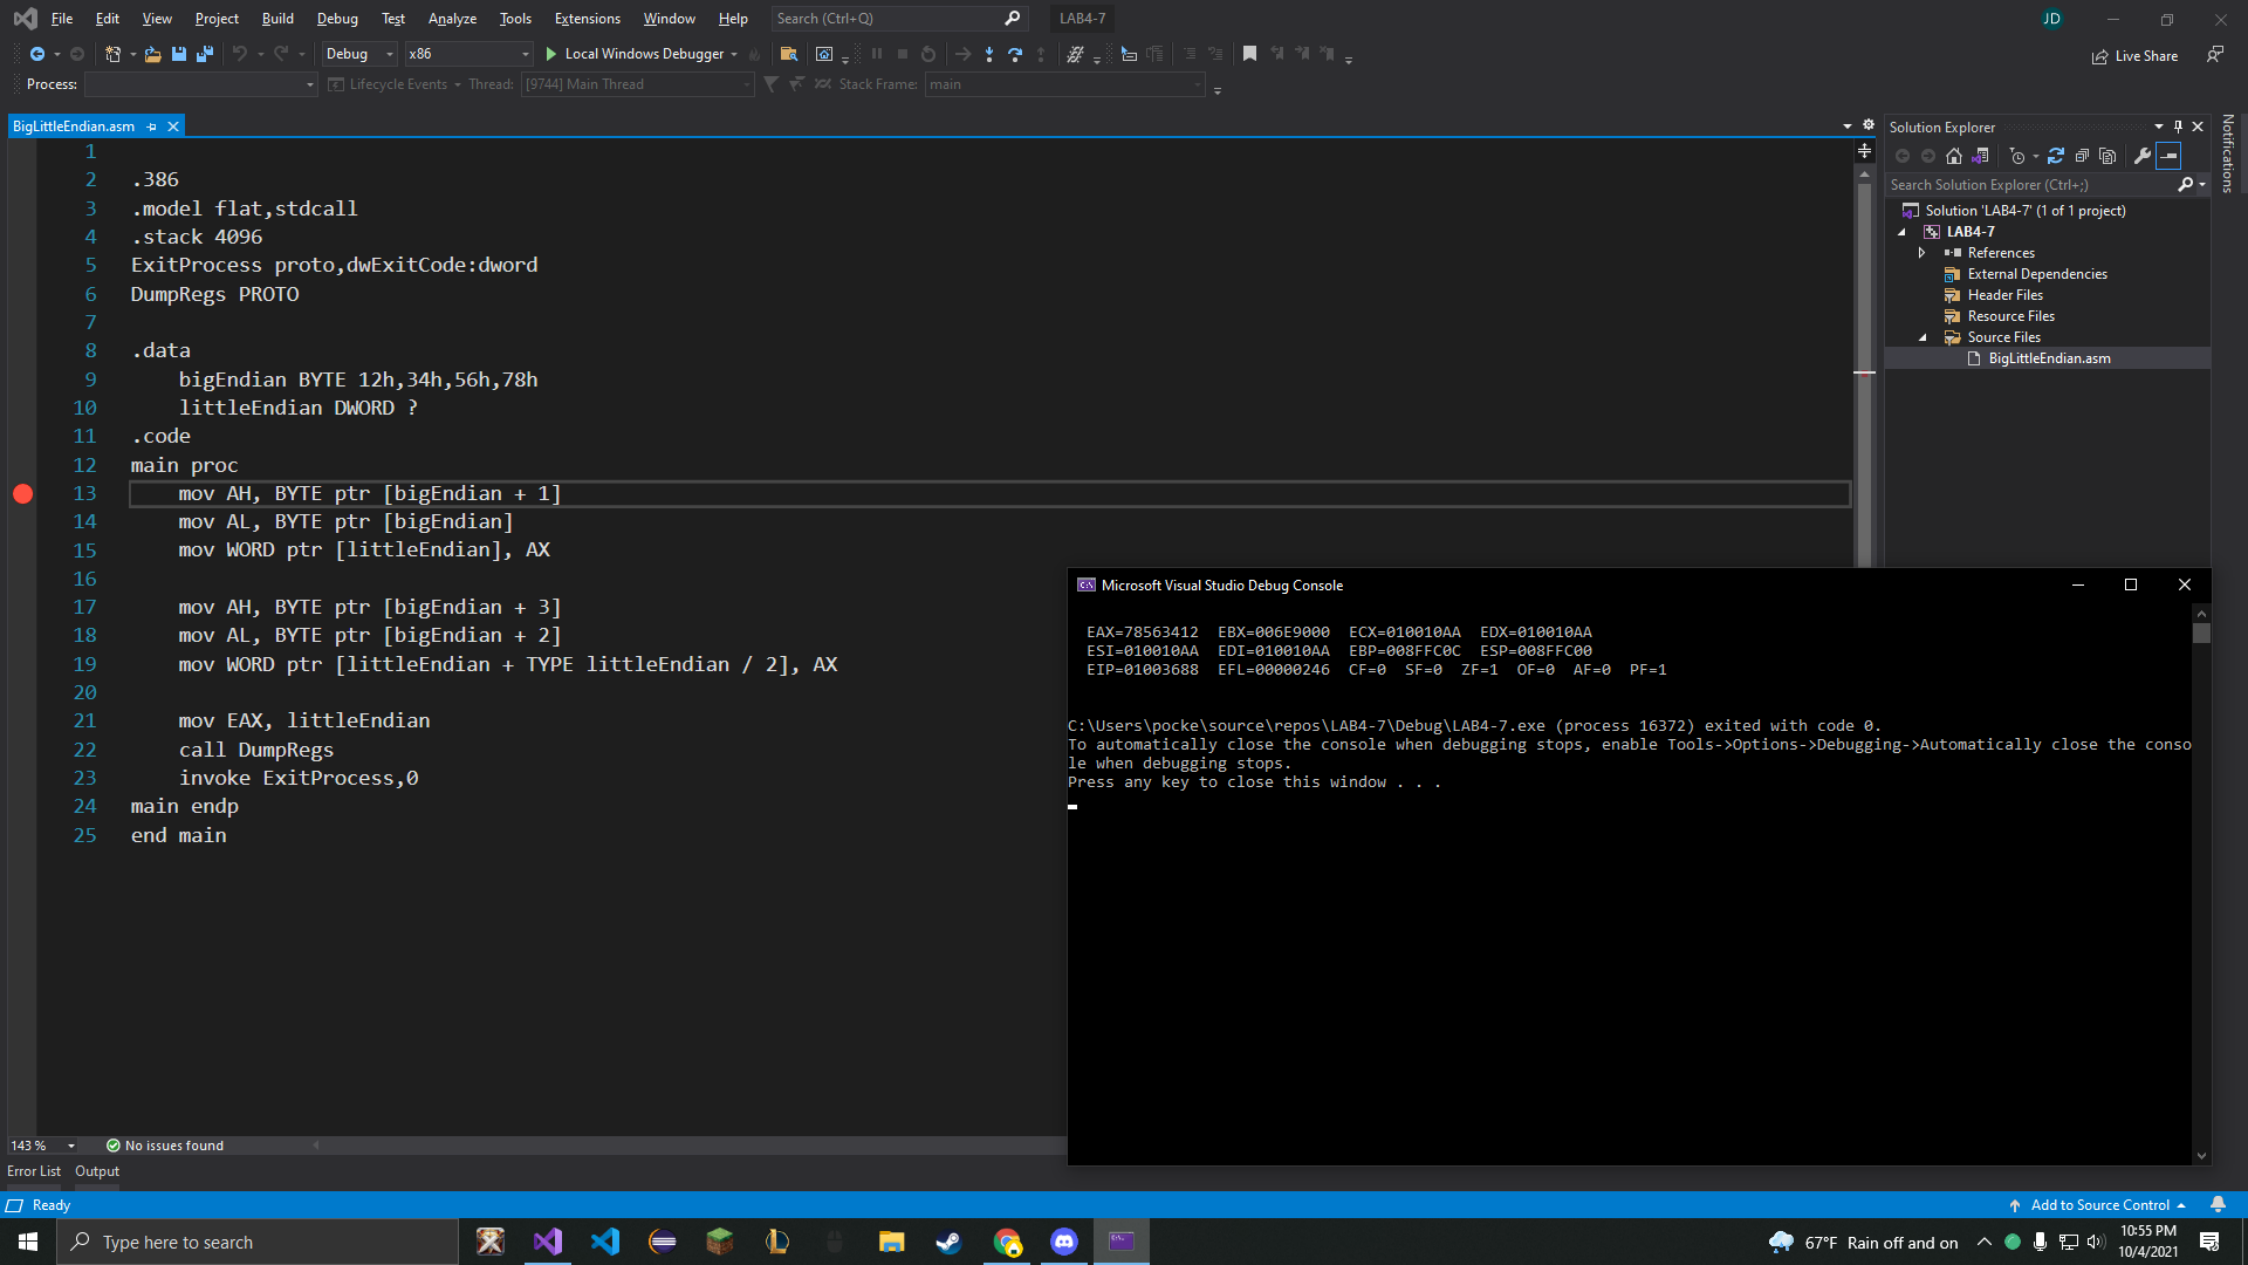 File Edit View Project Build Debug Test Analyze Tools Extensions Window Help Search (Ctrl+Q) LAB4-7 JD
Debug x86 Local Windows Debugger Live Share
Process: Lifecycle Events Thread: [9744] Main Thread Stack Frame: main
BigLittleEndian.asm
1
2 .386
3 .model flat,stdcall
4 .stack 4096
5 ExitProcess proto,dwExitCode:dword
6 DumpRegs PROTO
7
8 .data
9 bigEndian BYTE 12h,34h,56h,78h
10 littleEndian DWORD ?
11 .code
12 main proc
13 mov AH, BYTE ptr [bigEndian + 1]
14 mov AL, BYTE ptr [bigEndian]
15 mov WORD ptr [littleEndian], AX
16
17 mov AH, BYTE ptr [bigEndian + 3]
18 mov AL, BYTE ptr [bigEndian + 2]
19 mov WORD ptr [littleEndian + TYPE littleEndian / 2], AX
20
21 mov EAX, littleEndian
22 call DumpRegs
23 invoke ExitProcess,0
24 main endp
25 end main
Solution Explorer
Search Solution Explorer (Ctrl+;)
Solution 'LAB4-7' (1 of 1 project)
LAB4-7
References
External Dependencies
Header Files
Resource Files
Source Files
BigLittleEndian.asm
Notifications
Microsoft Visual Studio Debug Console
EAX=78563412 EBX=006E9000 ECX=010010AA EDX=010010AA
ESI=010010AA EDI=010010AA EBP=008FFC0C ESP=008FFC00
EIP=01003688 EFL=00000246 CF=0 SF=0 ZF=1 OF=0 AF=0 PF=1
C:\Users\pocke\source\repos\LAB4-7\Debug\LAB4-7.exe (process 16372) exited with code 0.
To automatically close the console when debugging stops, enable Tools->Options->Debugging->Automatically close the conso
le when debugging stops.
Press any key to close this window . . .
143 % No issues found
Error List Output
Ready Add to Source Control
Type here to search 67°F Rain off and on 10:55 PM
10/4/2021